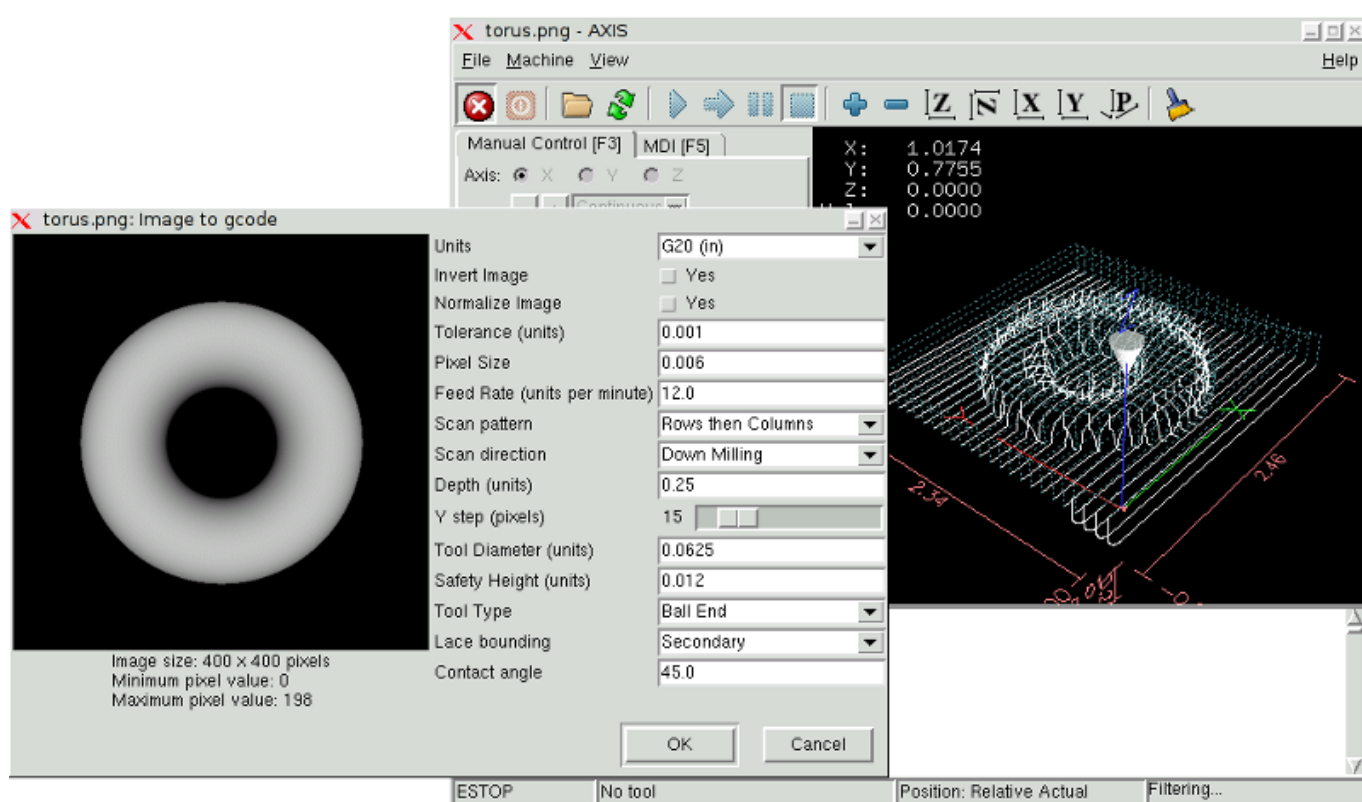 torus.png - AXIS
File Machine View Help
Z N X Y P
Manual Control [F3] MDI [F5]
Axis: X Y Z
Continuous
X: 1.0174
Y: 0.7755
Z: 0.0000
0.0000
torus.png: Image to gcode
Units G20 (in)
Invert Image Yes
Normalize Image Yes
Tolerance (units) 0.001
Pixel Size 0.006
Feed Rate (units per minute) 12.0
Scan pattern Rows then Columns
Scan direction Down Milling
Depth (units) 0.25
Y step (pixels) 15
Tool Diameter (units) 0.0625
Safety Height (units) 0.012
Tool Type Ball End
Lace bounding Secondary
Contact angle 45.0
Image size: 400 x 400 pixels
Minimum pixel value: 0
Maximum pixel value: 198
OK Cancel
X
Y
2.34
2.46
ESTOP No tool Position: Relative Actual Filtering...